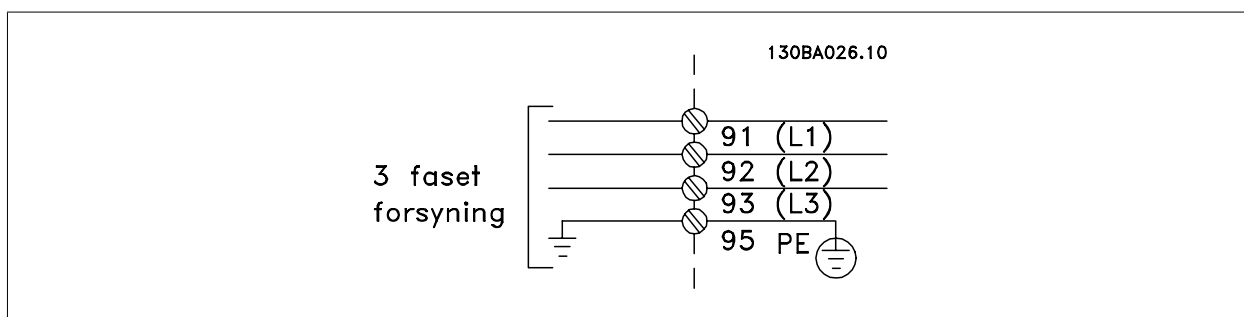 130BA026.10
3 faset
forsyning
91 (L1)
92 (L2)
93 (L3)
95 PE